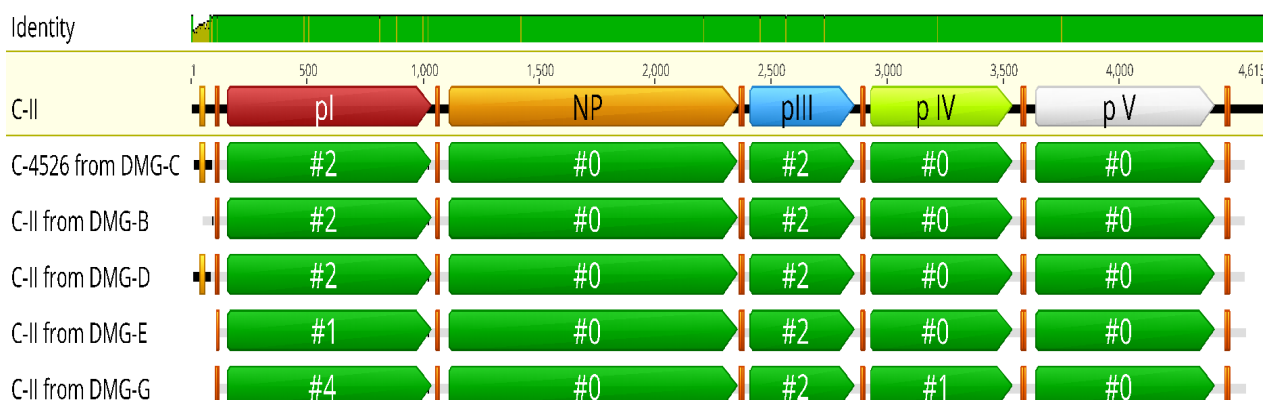 Identity
1 500 1,000 1,500 2,000 2,500 3,000 3,500 4,000 4,615
C-II pI NP pIII p IV p V
C-4526 from DMG-C #2 #0 #2 #0 #0
C-II from DMG-B #2 #0 #2 #0 #0
C-II from DMG-D #2 #0 #2 #0 #0
C-II from DMG-E #1 #0 #2 #0 #0
C-II from DMG-G #4 #0 #2 #1 #0